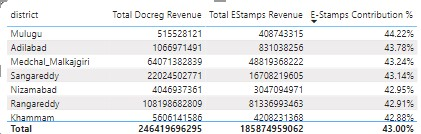 district Total Docreg Revenue Total EStamps Revenue E-Stamps Contribution %
Mulugu 515528121 408743315 44.22%
Adilabad 1066971491 831038256 43.78%
Medchal_Malkajgiri 64071382839 48819368222 43.24%
Sangareddy 22024502771 16708219605 43.14%
Nizamabad 4046937361 3047094971 42.95%
Rangareddy 108198682809 81336993463 42.91%
Khammam 5606141586 4208231368 42.88%
Total 246419696295 185874959062 43.00%